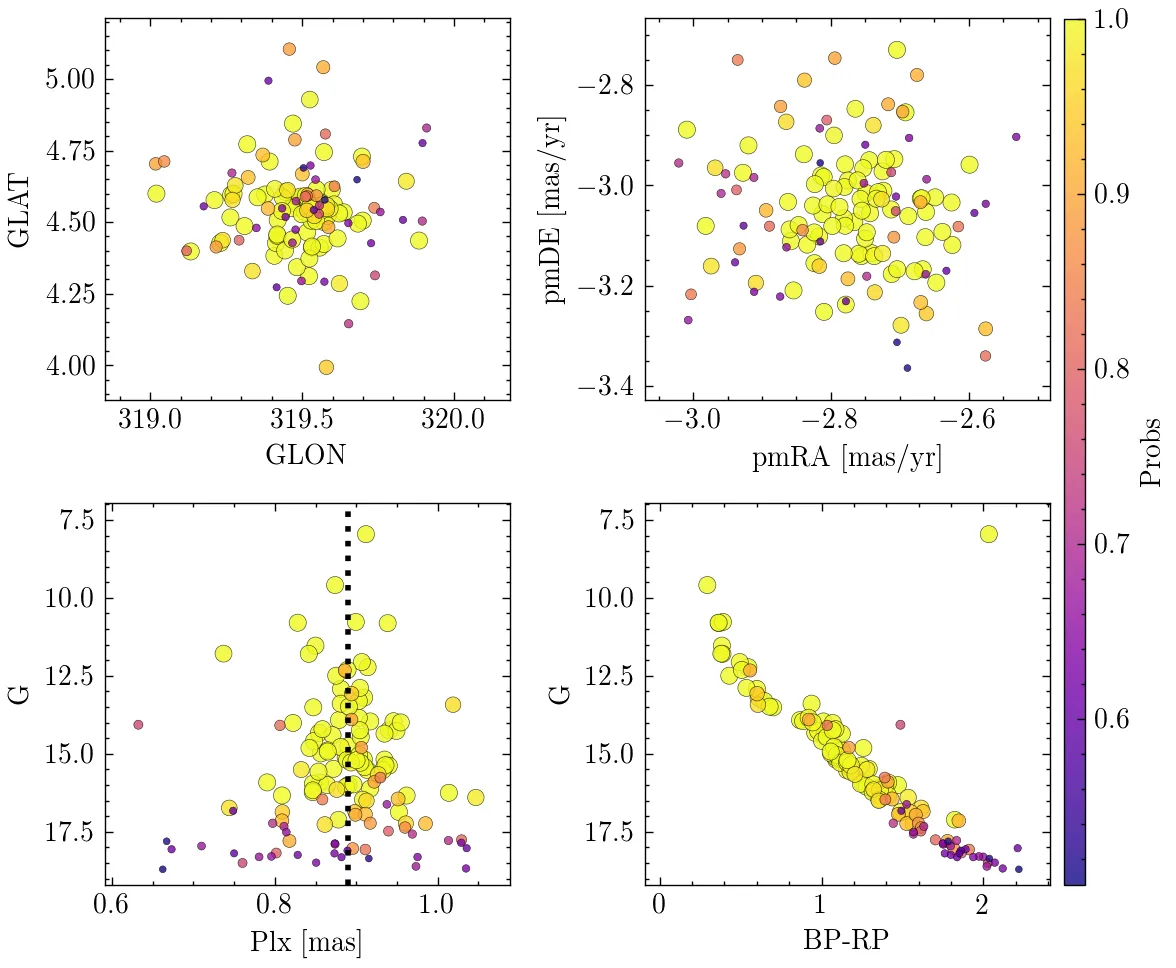 5.00
4.75
4.50
4.25
4.00
GLAT
319.0 319.5 320.0
GLON
−2.8
−3.0
−3.2
−3.4
pmDE [mas/yr]
−3.0 −2.8 −2.6
pmRA [mas/yr]
1.0
0.9
0.8
0.7
0.6
Probs
7.5
10.0
12.5
15.0
17.5
G
0.6 0.8 1.0
Plx [mas]
7.5
10.0
12.5
15.0
17.5
G
0 1 2
BP-RP